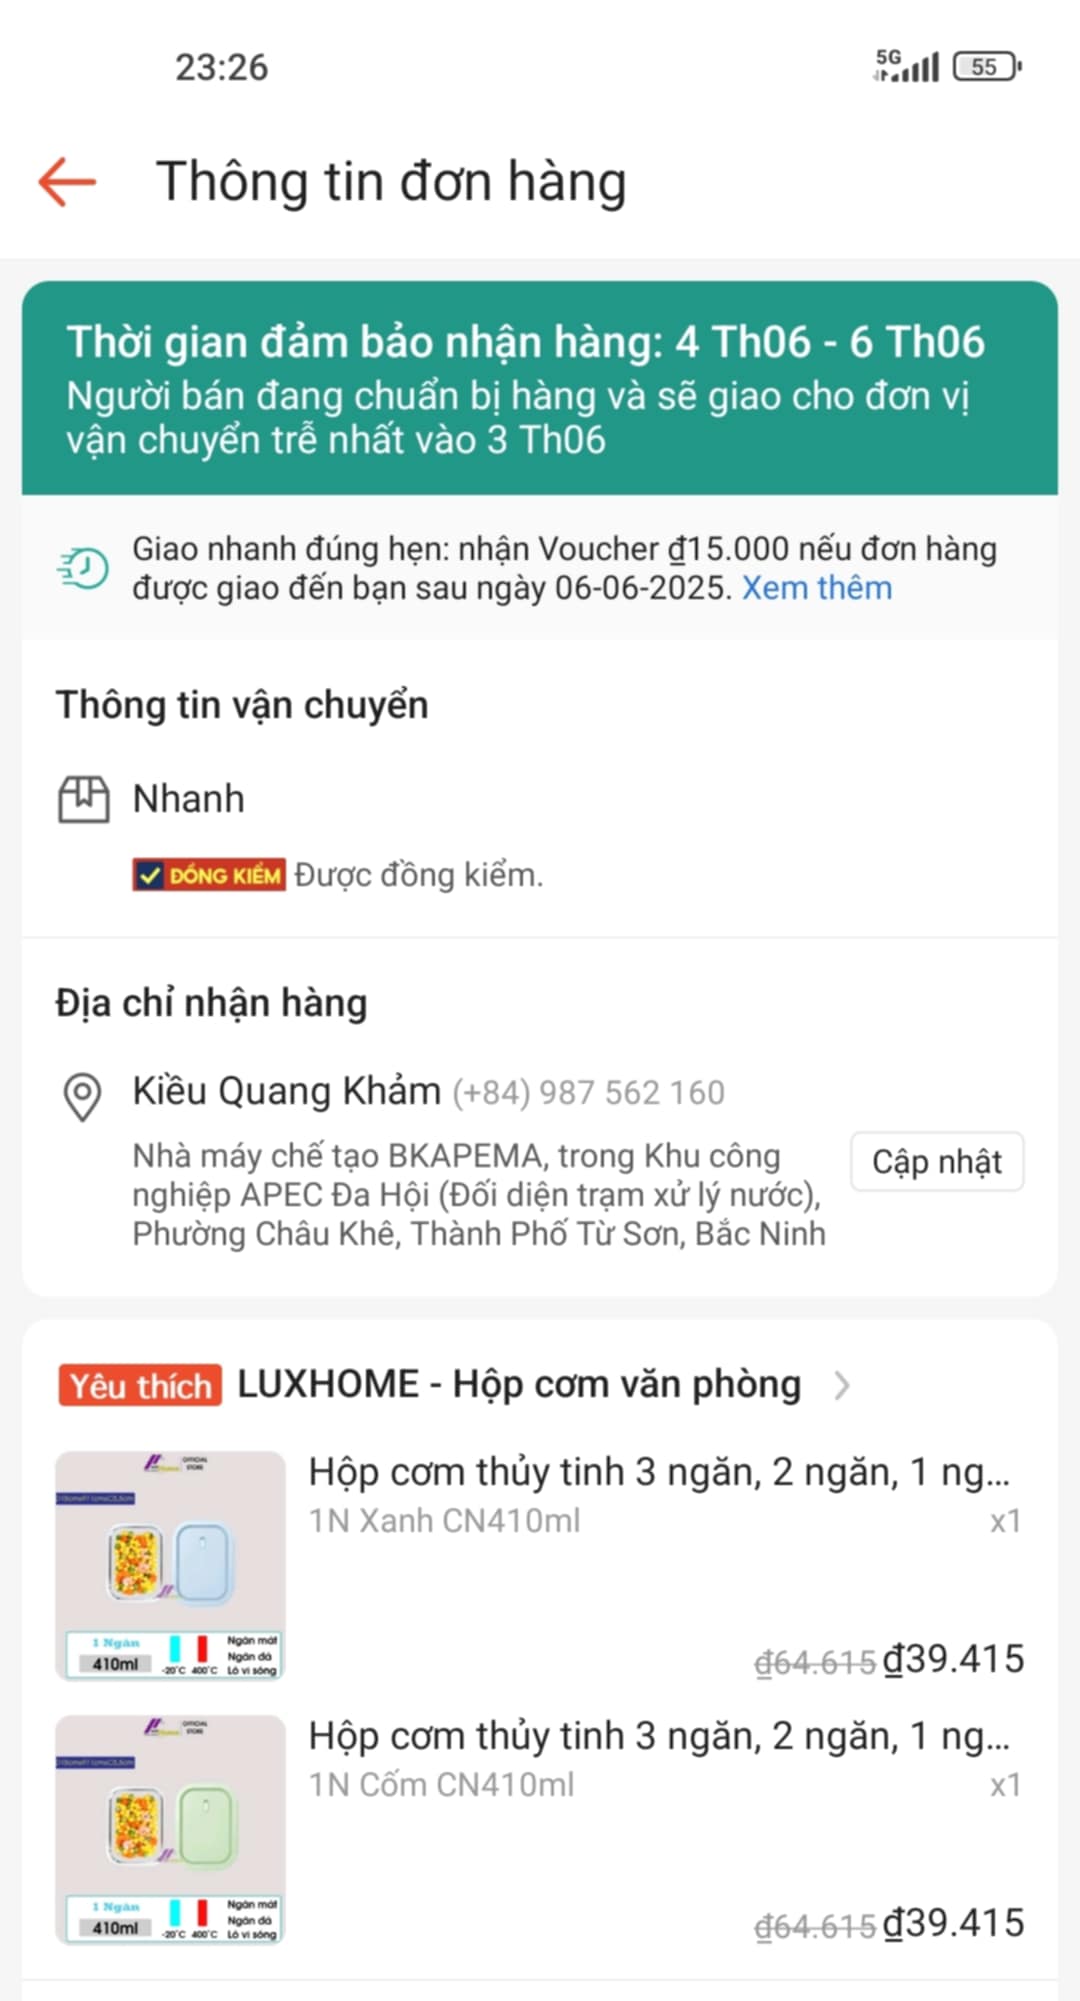 23:26
5G
55
Thông tin đơn hàng
Thời gian đảm bảo nhận hàng: 4 Th06 - 6 Th06
Người bán đang chuẩn bị hàng và sẽ giao cho đơn vị
vận chuyển trễ nhất vào 3 Th06
Giao nhanh đúng hẹn: nhận Voucher ₫15.000 nếu đơn hàng
được giao đến bạn sau ngày 06-06-2025. Xem thêm
Thông tin vận chuyển
Nhanh
ĐỒNG KIỂM Được đồng kiểm.
Địa chỉ nhận hàng
Kiều Quang Khảm (+84) 987 562 160
Nhà máy chế tạo BKAPEMA, trong Khu công
nghiệp APEC Đa Hội (Đối diện trạm xử lý nước),
Phường Châu Khê, Thành Phố Từ Sơn, Bắc Ninh
Cập nhật
Yêu thích LUXHOME - Hộp cơm văn phòng
OFFICIAL
STORE
1 Ngăn
410ml
-20°C 400°C
Ngăn mát
Ngăn đá
Lò vi sóng
Hộp cơm thủy tinh 3 ngăn, 2 ngăn, 1 ng...
1N Xanh CN410ml x1
₫64.615 ₫39.415
OFFICIAL
STORE
1 Ngăn
410ml
-20°C 400°C
Ngăn mát
Ngăn đá
Lò vi sóng
Hộp cơm thủy tinh 3 ngăn, 2 ngăn, 1 ng...
1N Cốm CN410ml x1
₫64.615 ₫39.415